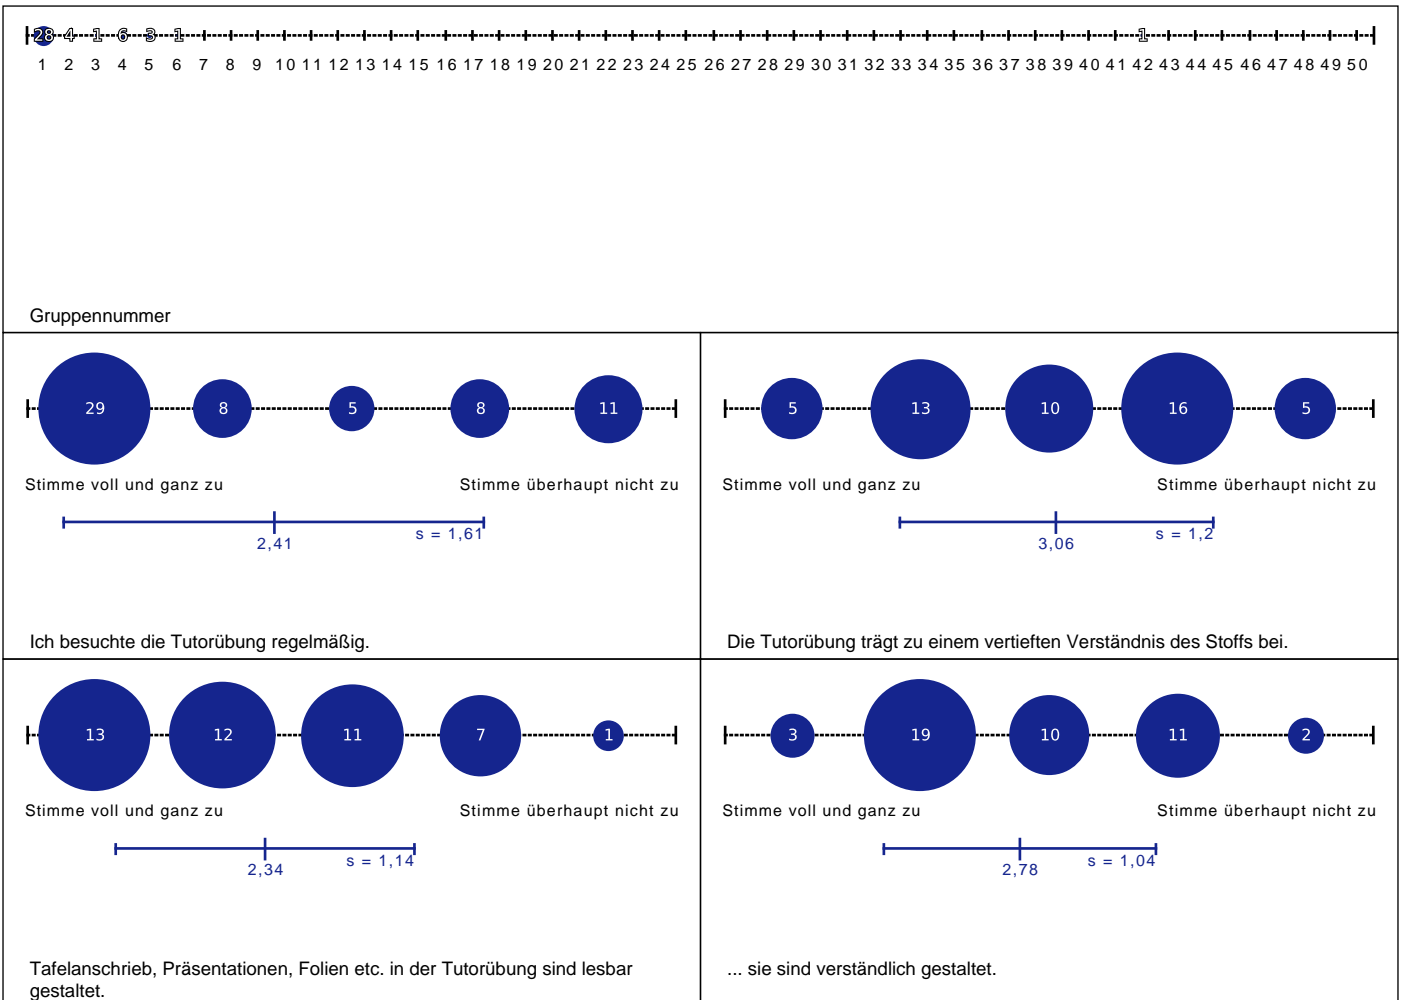 28 4 1 6 3 1 1
1 2 3 4 5 6 7 8 9 10 11 12 13 14 15 16 17 18 19 20 21 22 23 24 25 26 27 28 29 30 31 32 33 34 35 36 37 38 39 40 41 42 43 44 45 46 47 48 49 50
Gruppennummer
29 8 5 8 11
Stimme voll und ganz zu Stimme überhaupt nicht zu
s = 1,61
2,41
Ich besuchte die Tutorübung regelmäßig.
5 13 10 16 5
Stimme voll und ganz zu Stimme überhaupt nicht zu
s = 1,2
3,06
Die Tutorübung trägt zu einem vertieften Verständnis des Stoffs bei.
13 12 11 7 1
Stimme voll und ganz zu Stimme überhaupt nicht zu
s = 1,14
2,34
Tafelanschrieb, Präsentationen, Folien etc. in der Tutorübung sind lesbar
gestaltet.
3 19 10 11 2
Stimme voll und ganz zu Stimme überhaupt nicht zu
s = 1,04
2,78
... sie sind verständlich gestaltet.